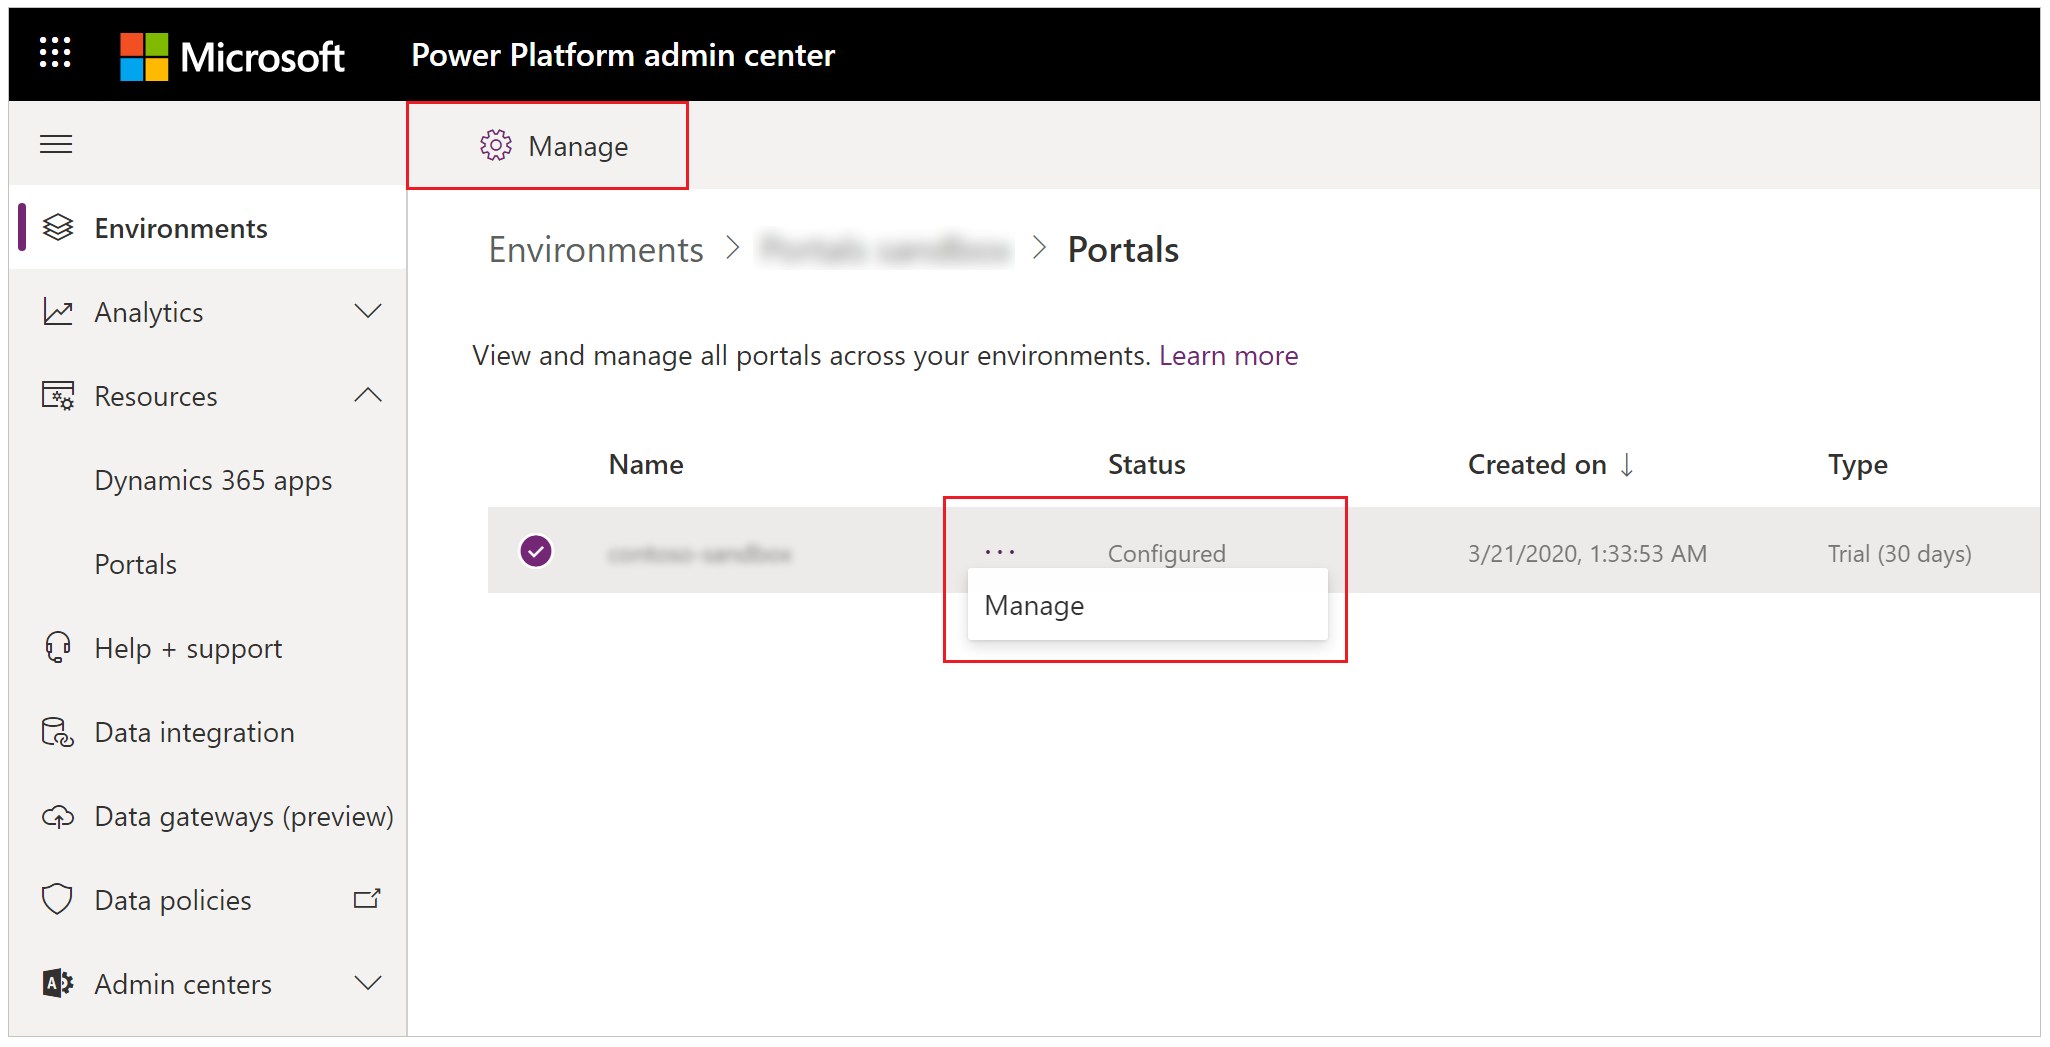 Microsoft
Power Platform admin center
Manage
Environments
Analytics
Resources
Dynamics 365 apps
Portals
Help + support
Data integration
Data gateways (preview)
Data policies
Admin centers
Environments > > Portals
View and manage all portals across your environments. Learn more
Name Status Created on ↓ Type
... Configured 3/21/2020, 1:33:53 AM Trial (30 days)
Manage